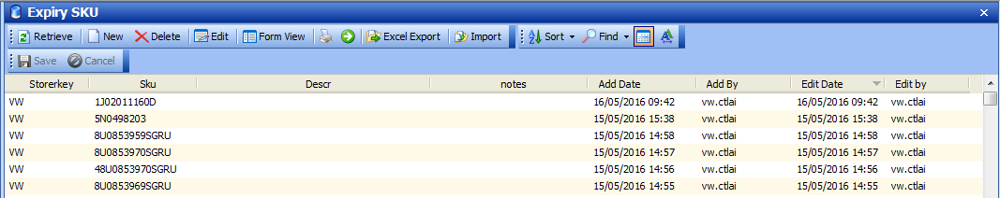 Expiry SKU
Retrieve New Delete Edit Form View Excel Export Import Sort Find
Save Cancel
Storerkey Sku Descr notes Add Date Add By Edit Date Edit by
VW 1J02011160D 16/05/2016 09:42 vw.ctlai 16/05/2016 09:42 vw.ctlai
VW 5N0498203 15/05/2016 15:38 vw.ctlai 15/05/2016 15:38 vw.ctlai
VW 8U0853959SGRU 15/05/2016 14:58 vw.ctlai 15/05/2016 14:58 vw.ctlai
VW 8U0853970SGRU 15/05/2016 14:57 vw.ctlai 15/05/2016 14:57 vw.ctlai
VW 48U0853970SGRU 15/05/2016 14:56 vw.ctlai 15/05/2016 14:56 vw.ctlai
VW 8U0853969SGRU 15/05/2016 14:55 vw.ctlai 15/05/2016 14:55 vw.ctlai